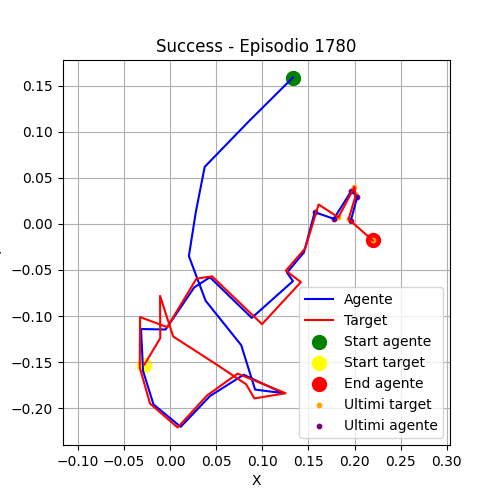 Success - Episodio 1780
0.15
0.10
0.05
0.00
−0.05
−0.10
−0.15
−0.20
Agente
Target
Start agente
Start target
End agente
Ultimi target
Ultimi agente
−0.10 −0.05 0.00 0.05 0.10 0.15 0.20 0.25 0.30
X